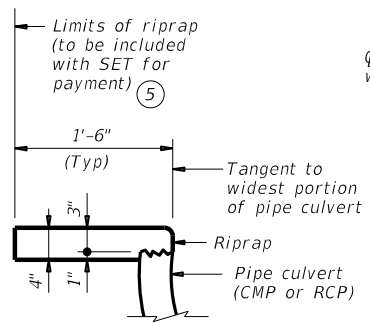 Limits of riprap
(to be included
with SET for
payment) 5
1'-6"
(Typ)
Tangent to
widest portion
of pipe culvert
3"
Riprap
4"
1"
Pipe culvert
(CMP or RCP)